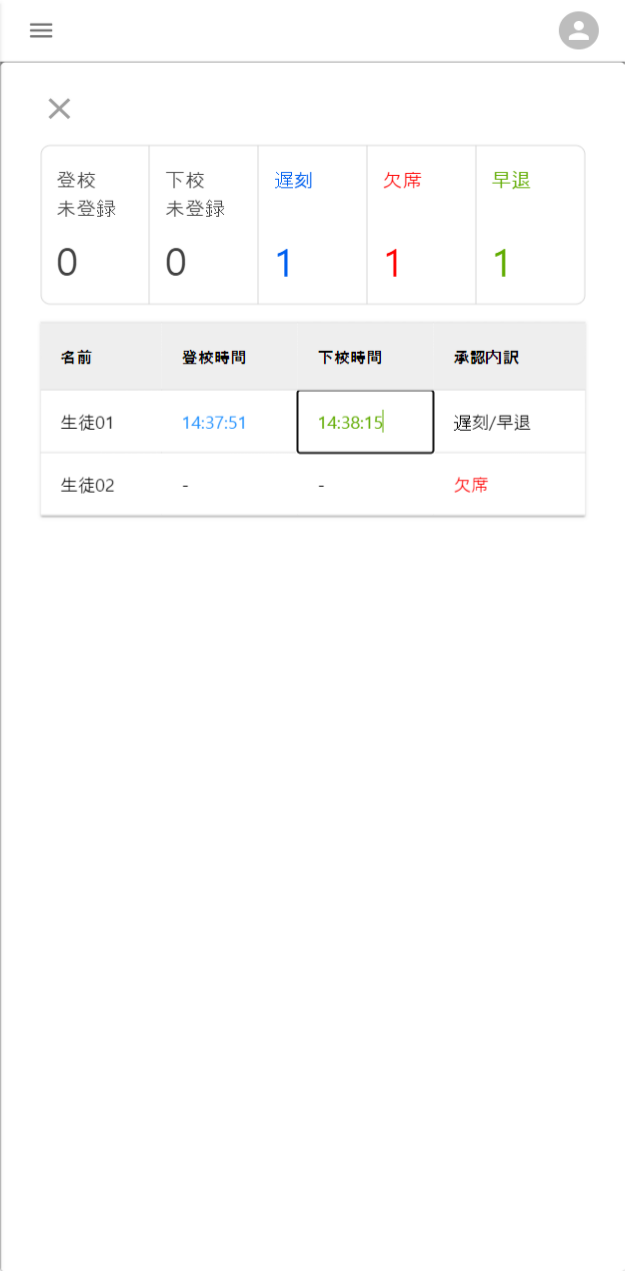 登校
未登録
0
下校
未登録
0
遅刻
1
欠席
1
早退
1
名前 登校時間 下校時間 承認内訳
生徒01 14:37:51 14:38:15 遅刻/早退
生徒02 - - 欠席